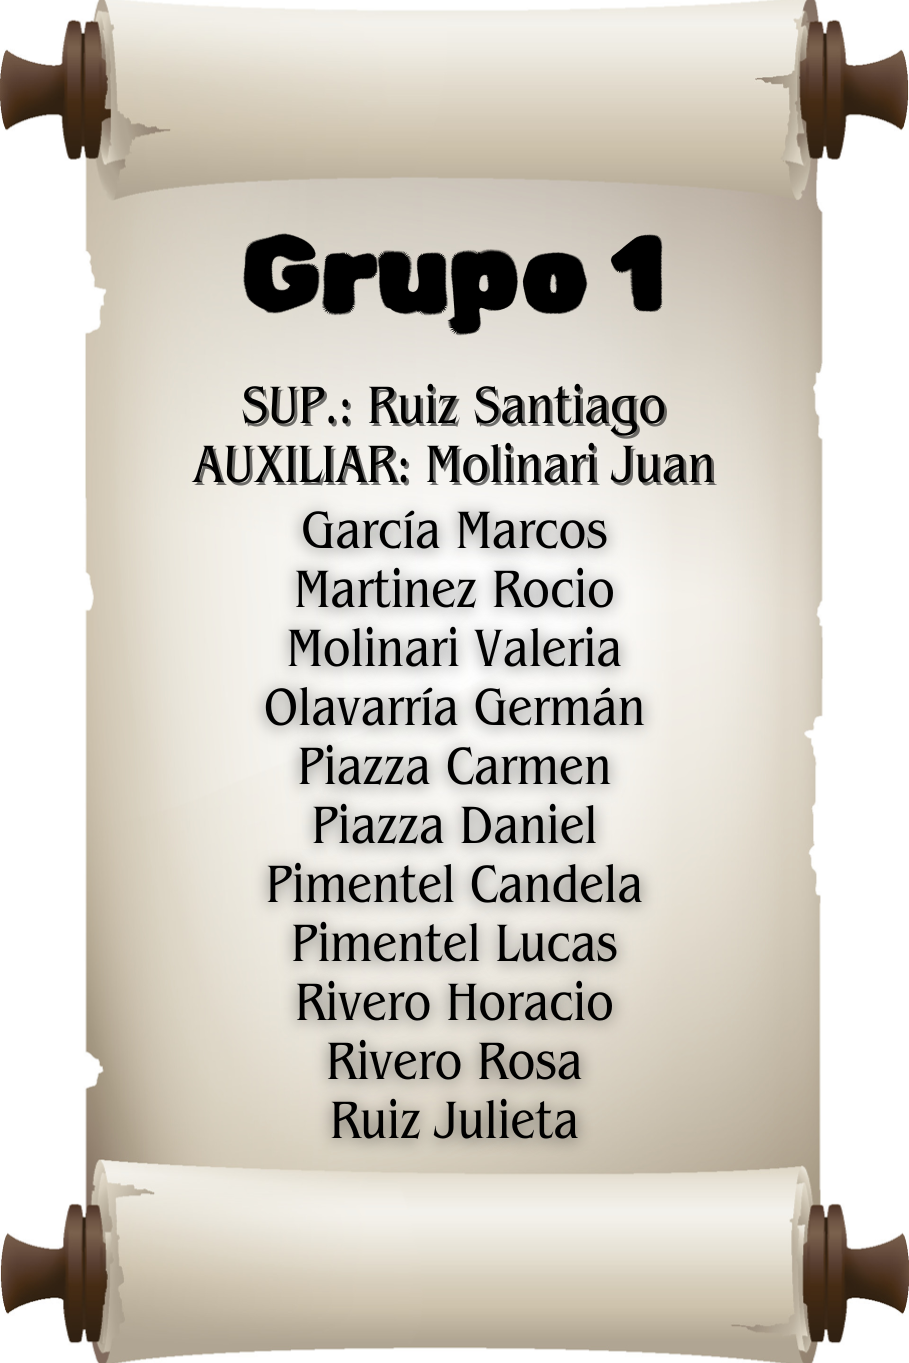 Grupo 1
SUP.: Ruiz Santiago
AUXILIAR: Molinari Juan
García Marcos
Martinez Rocio
Molinari Valeria
Olavarría Germán
Piazza Carmen
Piazza Daniel
Pimentel Candela
Pimentel Lucas
Rivero Horacio
Rivero Rosa
Ruiz Julieta